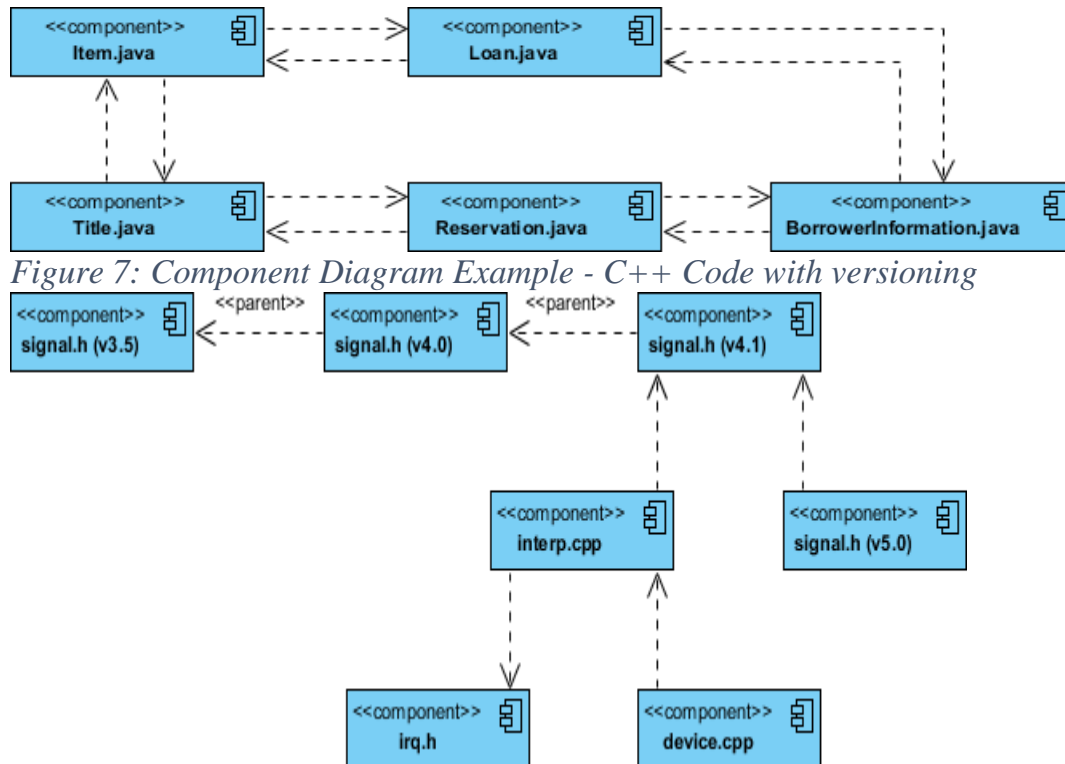 <<component>>
Item.java
<<component>>
Loan.java
<<component>>
Title.java
<<component>>
Reservation.java
<<component>>
BorrowerInformation.java
Figure 7: Component Diagram Example - C++ Code with versioning
<<component>>
signal.h (v3.5)
<<parent>>
<<component>>
signal.h (v4.0)
<<parent>>
<<component>>
signal.h (v4.1)
<<component>>
interp.cpp
<<component>>
signal.h (v5.0)
<<component>>
irq.h
<<component>>
device.cpp